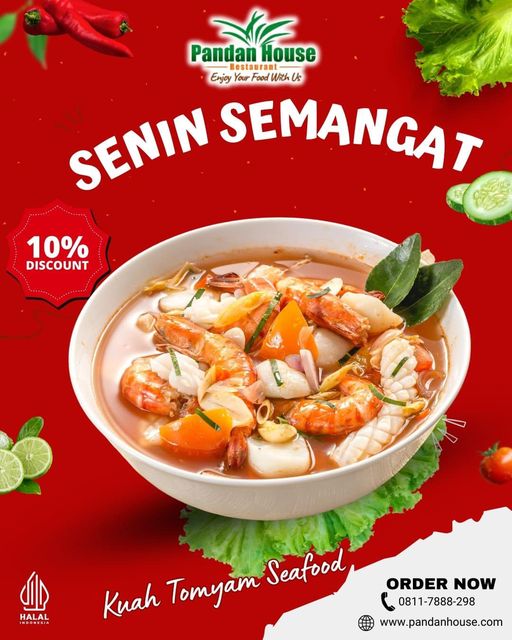 Pandan House
Restaurant
Enjoy Your Food With Us
SENIN SEMANGAT
10%
DISCOUNT
Kuah Tomyam Seafood
HALAL
INDONESIA
ORDER NOW
0811-7888-298
www.pandanhouse.com